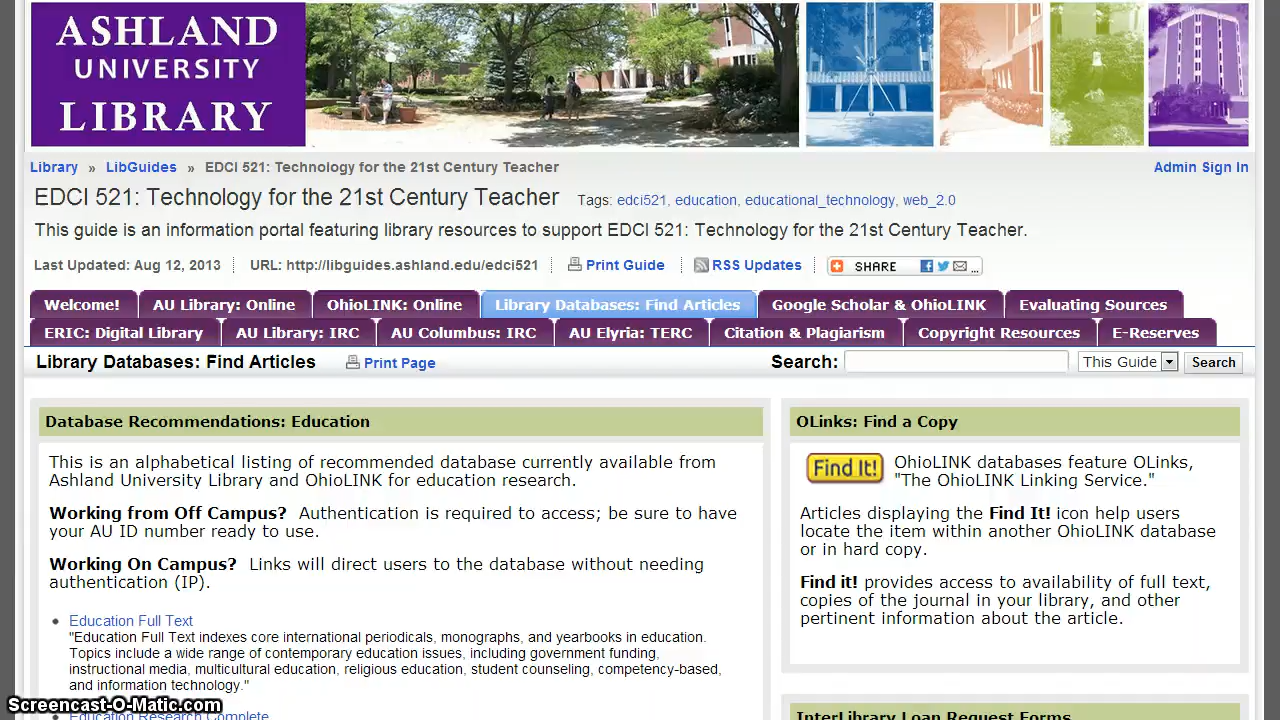 ASHLAND
UNIVERSITY
LIBRARY
Library » LibGuides » EDCI 521: Technology for the 21st Century Teacher
Admin Sign In
EDCI 521: Technology for the 21st Century Teacher
Tags: edci521, education, educational_technology, web_2.0
This guide is an information portal featuring library resources to support EDCI 521: Technology for the 21st Century Teacher.
Last Updated: Aug 12, 2013
URL: http://libguides.ashland.edu/edci521
Print Guide
RSS Updates
SHARE ...
Welcome!
AU Library: Online
OhioLINK: Online
Library Databases: Find Articles
Google Scholar & OhioLINK
Evaluating Sources
ERIC: Digital Library
AU Library: IRC
AU Columbus: IRC
AU Elyria: TERC
Citation & Plagiarism
Copyright Resources
E-Reserves
Library Databases: Find Articles
Print Page
Search:
This Guide
Search
Database Recommendations: Education
This is an alphabetical listing of recommended database currently available from
Ashland University Library and OhioLINK for education research.
Working from Off Campus? Authentication is required to access; be sure to have
your AU ID number ready to use.
Working On Campus? Links will direct users to the database without needing
authentication (IP).
• Education Full Text
"Education Full Text indexes core international periodicals, monographs, and yearbooks in education.
Topics include a wide range of contemporary education issues, including government funding,
instructional media, multicultural education, religious education, student counseling, competency-based,
and information technology."
• Education Research Complete
OLinks: Find a Copy
Find It!
OhioLINK databases feature OLinks,
"The OhioLINK Linking Service."
Articles displaying the Find It! icon help users
locate the item within another OhioLINK database
or in hard copy.
Find it! provides access to availability of full text,
copies of the journal in your library, and other
pertinent information about the article.
InterLibrary Loan Request Forms
Screencast-O-Matic.com